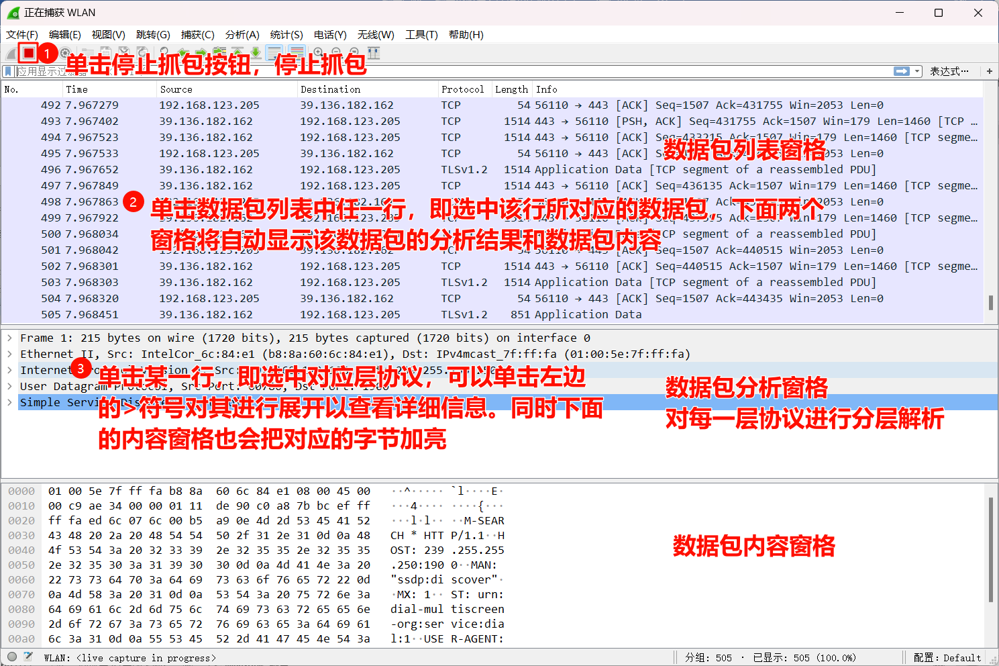 正在捕获 WLAN
文件(F) 编辑(E) 视图(V) 跳转(G) 捕获(C) 分析(A) 统计(S) 电话(Y) 无线(W) 工具(T) 帮助(H)
1 单击停止抓包按钮，停止抓包
应用显示过滤器 表达式… +
No. Time Source Destination Protocol Length Info
492 7.967279 192.168.123.205 39.136.182.162 TCP 54 56110 → 443 [ACK] Seq=1507 Ack=431755 Win=2053 Len=0
493 7.967402 39.136.182.162 192.168.123.205 TCP 1514 443 → 56110 [PSH, ACK] Seq=431755 Ack=1507 Win=179 Len=1460 [TCP …
494 7.967523 39.136.182.162 192.168.123.205 TCP 1514 443 → 56110 [ACK] Seq=433215 Ack=1507 Win=179 Len=1460 [TCP segme…
数据包列表窗格
495 7.967533 192.168.123.205 39.136.182.162 TCP 54 56110 → 443 [ACK] Win=2053 Len=0
496 7.967652 39.136.182.162 192.168.123.205 TLSv1.2 1514 Application Data [TCP segment of a reassembled PDU]
497 7.967849 39.136.182.162 192.168.123.205 TCP 1514 443 → 56110 [ACK] Seq=436135 Ack=1507 Win=179 Len=1460 [TCP segme…
498 7.967863 Win=2053 Len=0
2 单击数据包列表中任一行，即选中该行所对应的数据包，下面两个
499 7.967922 Win=179 Len=1460 [TCP segme…
500 7.968034 TCP segment of a reassembled PDU]
窗格将自动显示该数据包的分析结果和数据包内容
501 7.968042 [ACK] Seq=1507 Ack=440515 Win=2053 Len=0
502 7.968301 39.136.182.162 192.168.123.205 TCP 1514 443 → 56110 [ACK] Seq=440515 Ack=1507 Win=179 Len=1460 [TCP segme…
503 7.968303 39.136.182.162 192.168.123.205 TLSv1.2 1514 Application Data [TCP segment of a reassembled PDU]
504 7.968320 192.168.123.205 39.136.182.162 TCP 54 56110 → 443 [ACK] Seq=1507 Ack=443435 Win=2053 Len=0
505 7.968451 39.136.182.162 192.168.123.205 TLSv1.2 851 Application Data
Frame 1: 215 bytes on wire (1720 bits), 215 bytes captured (1720 bits) on interface 0
Ethernet II, Src: IntelCor_6c:84:e1 (b8:8a:60:6c:84:e1), Dst: IPv4mcast_7f:ff:fa (01:00:5e:7f:ff:fa)
Internet
3 单击某一行，即选中对应层协议，可以单击左边
User Datagram Protocol, Src Port:
Simple Servi
的>符号对其进行展开以查看详细信息。同时下面
的内容窗格也会把对应的字节加亮
数据包分析窗格
对每一层协议进行分层解析
0000 01 00 5e 7f ff fa b8 8a 60 6c 84 e1 08 00 45 00 ··^····· `l····E·
0010 00 c9 ae 34 00 00 01 11 de 90 c0 a8 7b bc ef ff ···4···· ····{···
0020 ff fa ed 6c 07 6c 00 b5 a9 0e 4d 2d 53 45 41 52 ···l·l·· ··M-SEAR
0030 43 48 20 2a 20 48 54 54 50 2f 31 2e 31 0d 0a 48 CH * HTT P/1.1··H
0040 4f 53 54 3a 20 32 33 39 2e 32 35 35 2e 32 35 35 OST: 239 .255.255
0050 2e 32 35 30 3a 31 39 30 30 0d 0a 4d 41 4e 3a 20 .250:190 0··MAN:
0060 22 73 73 64 70 3a 64 69 73 63 6f 76 65 72 22 0d "ssdp:di scover"·
0070 0a 4d 58 3a 20 31 0d 0a 53 54 3a 20 75 72 6e 3a ·MX: 1·· ST: urn:
0080 64 69 61 6c 2d 6d 75 6c 74 69 73 63 72 65 65 6e dial-mul tiscreen
0090 2d 6f 72 67 3a 73 65 72 76 69 63 65 3a 64 69 61 -org:ser vice:dia
00a0 6c 3a 31 0d 0a 55 53 45 52 2d 41 47 45 4e 54 3a l:1··USE R-AGENT:
数据包内容窗格
WLAN: <live capture in progress> 分组: 505 · 已显示: 505 (100.0%) 配置: Default